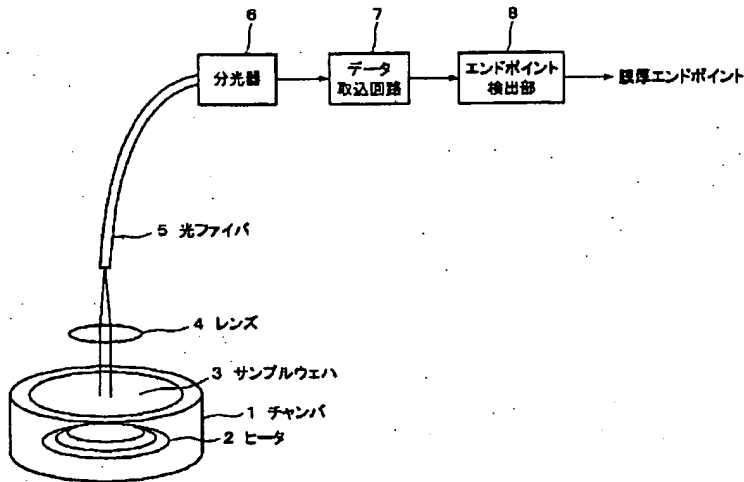 6
7
8
分光器
データ
取込回路
エンドポイント
検出部
膜厚エンドポイント
5 光ファイバ
4 レンズ
3 サンプルウェハ
1 チャンバ
2 ヒータ